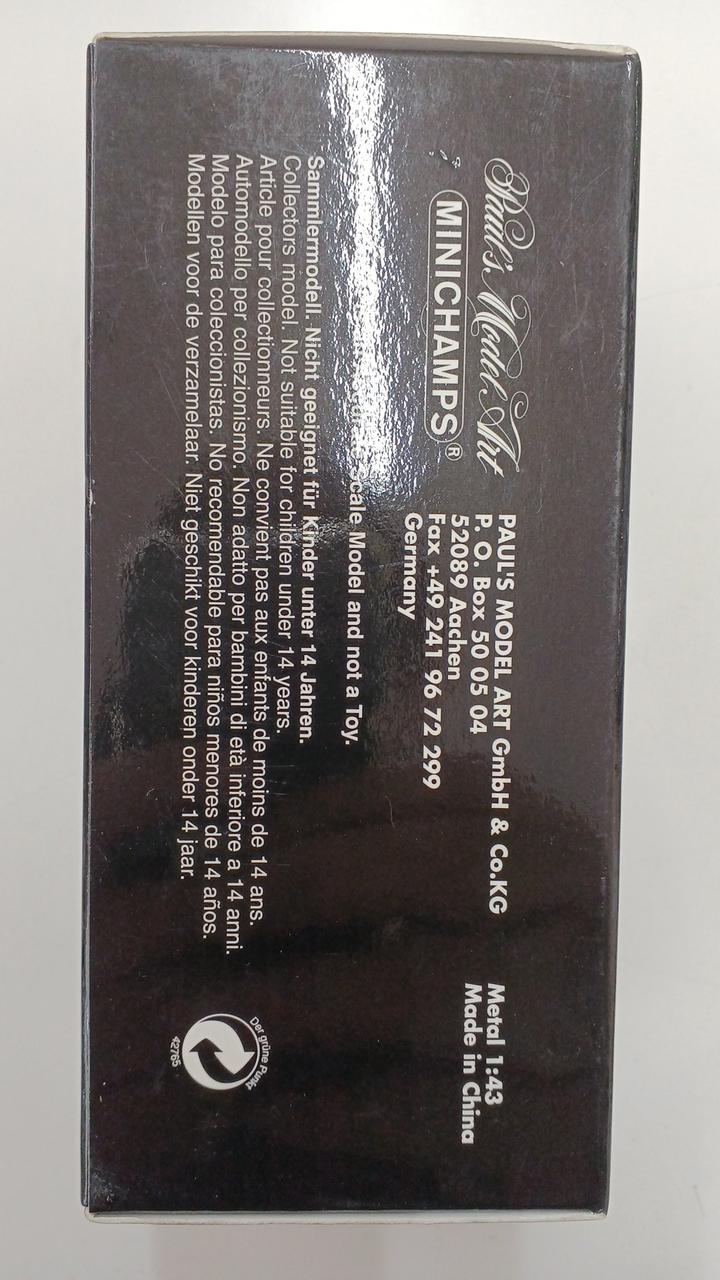 Paul's Model Art
MINICHAMPS®
PAUL'S MODEL ART GmbH & Co.KG
P. O. Box 50 05 04
52089 Aachen
Fax +49 241 96 72 299
Germany
Metal 1:43
Made in China
Scale Model and not a Toy.
Sammlermodell. Nicht geeignet für Kinder unter 14 Jahren.
Collectors model. Not suitable for children under 14 years.
Article pour collectionneurs. Ne convient pas aux enfants de moins de 14 ans.
Automodello per collezionismo. Non adatto per bambini di età inferiore a 14 anni.
Modelo para coleccionistas. No recomendable para niños menores de 14 años.
Modellen voor de verzamelaar. Niet geschikt voor kinderen onder 14 jaar.
Der grüne Punkt
42765